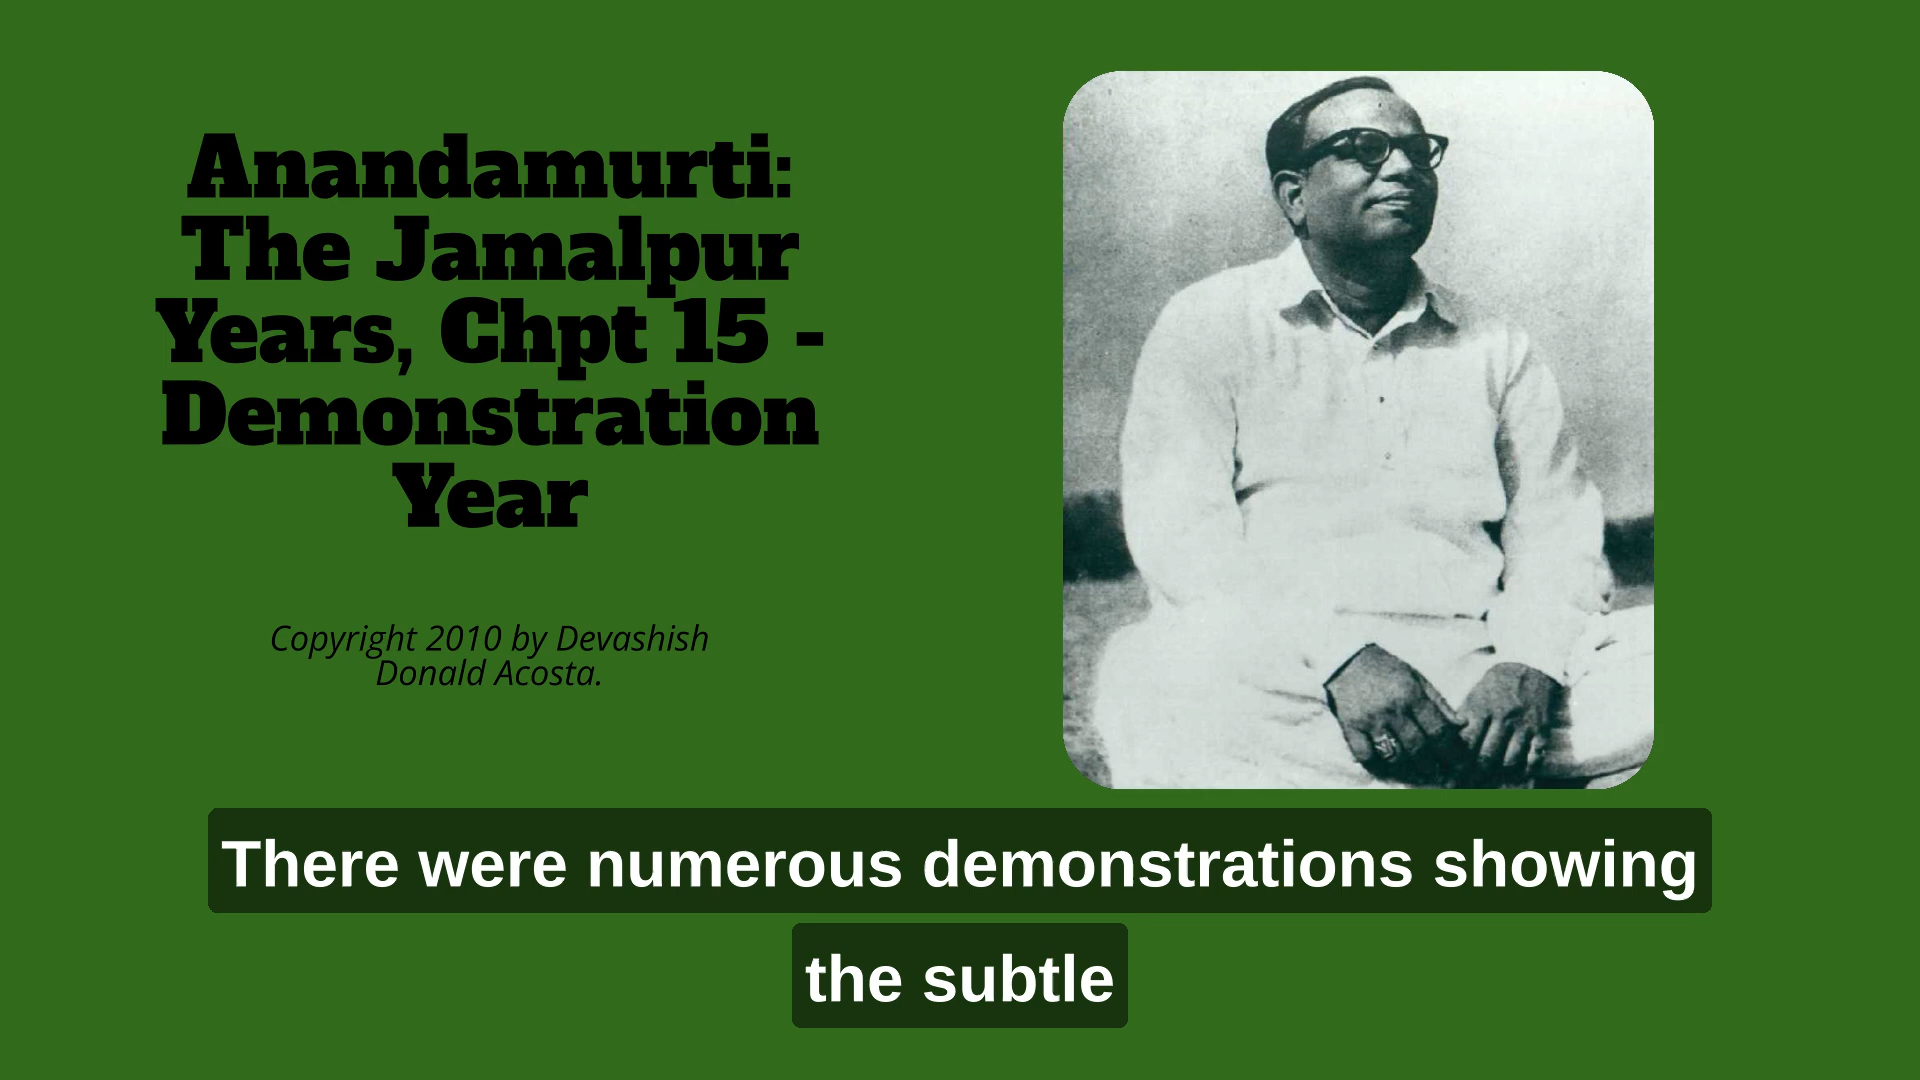 Anandamurti:
The Jamalpur
Years, Chpt 15 -
Demonstration
Year
Copyright 2010 by Devashish
Donald Acosta.
There were numerous demonstrations showing
the subtle